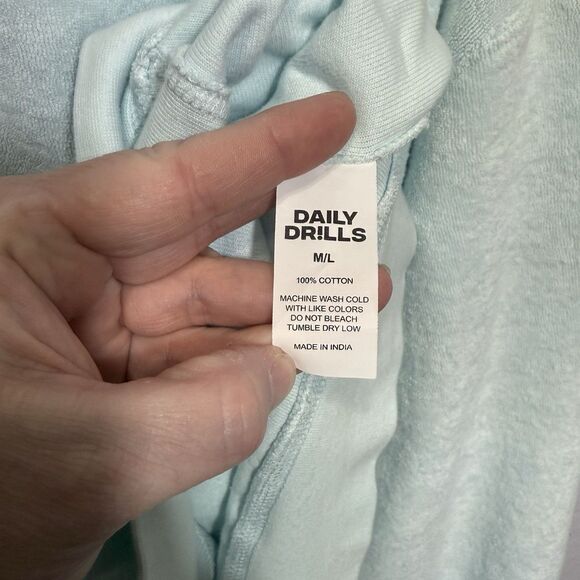 DAILY
DR!LLS
M/L
100% COTTON
MACHINE WASH COLD
WITH LIKE COLORS
DO NOT BLEACH
TUMBLE DRY LOW
MADE IN INDIA